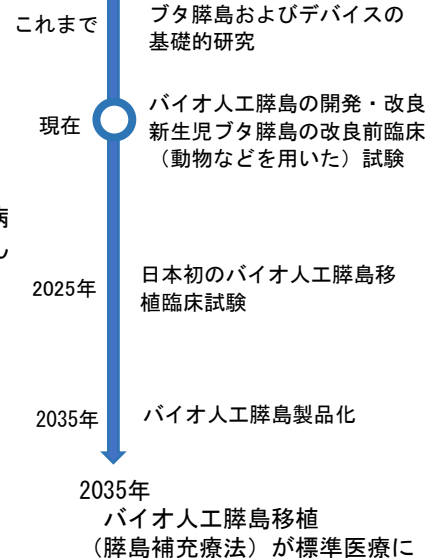 これまで
ブタ膵島およびデバイスの
基礎的研究
現在
バイオ人工膵島の開発・改良
新生児ブタ膵島の改良前臨床
（動物などを用いた）試験
病
2025年
日本初のバイオ人工膵島移
植臨床試験
2035年
バイオ人工膵島製品化
2035年
バイオ人工膵島移植
（膵島補充療法）が標準医療に